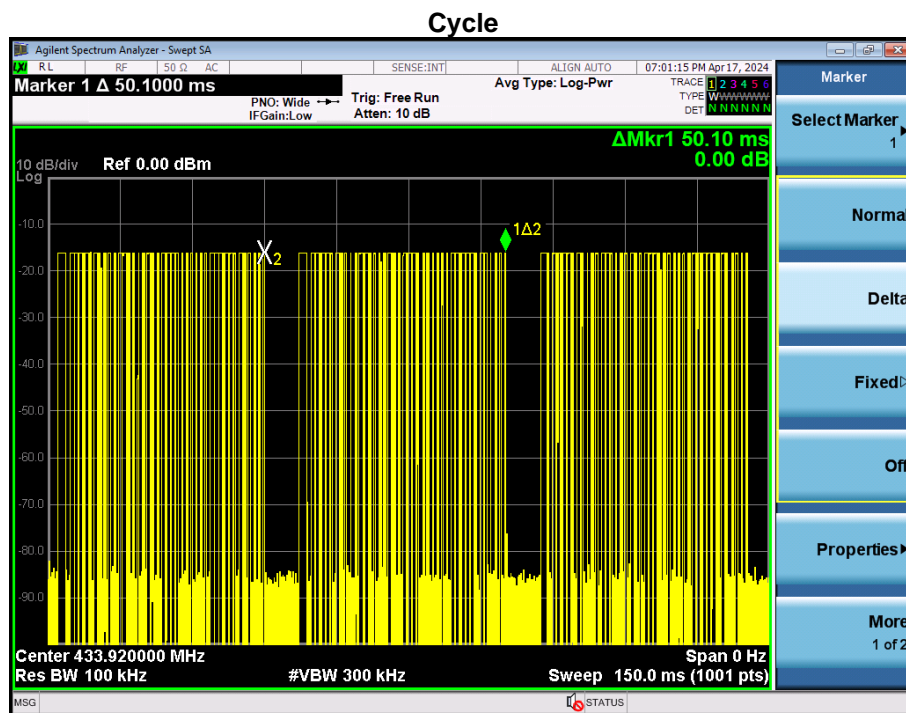 Cycle
Agilent Spectrum Analyzer - Swept SA
LXI RL RF 50 Ω AC SENSE:INT ALIGN AUTO 07:01:15 PM Apr 17, 2024
Marker 1 Δ 50.1000 ms
PNO: Wide
IFGain:Low
Trig: Free Run
Atten: 10 dB
Avg Type: Log-Pwr
TRACE 1 2 3 4 5 6
TYPE WWWWWW
DET N N N N N N
Marker
Select Marker
1
Normal
Delta
Fixed
Off
Properties
More
1 of 2
ΔMkr1 50.10 ms
0.00 dB
10 dB/div Ref 0.00 dBm
Log
-10.0
-20.0
-30.0
-40.0
-50.0
-60.0
-70.0
-80.0
-90.0
1Δ2
X2
Center 433.920000 MHz Span 0 Hz
Res BW 100 kHz #VBW 300 kHz Sweep 150.0 ms (1001 pts)
MSG STATUS